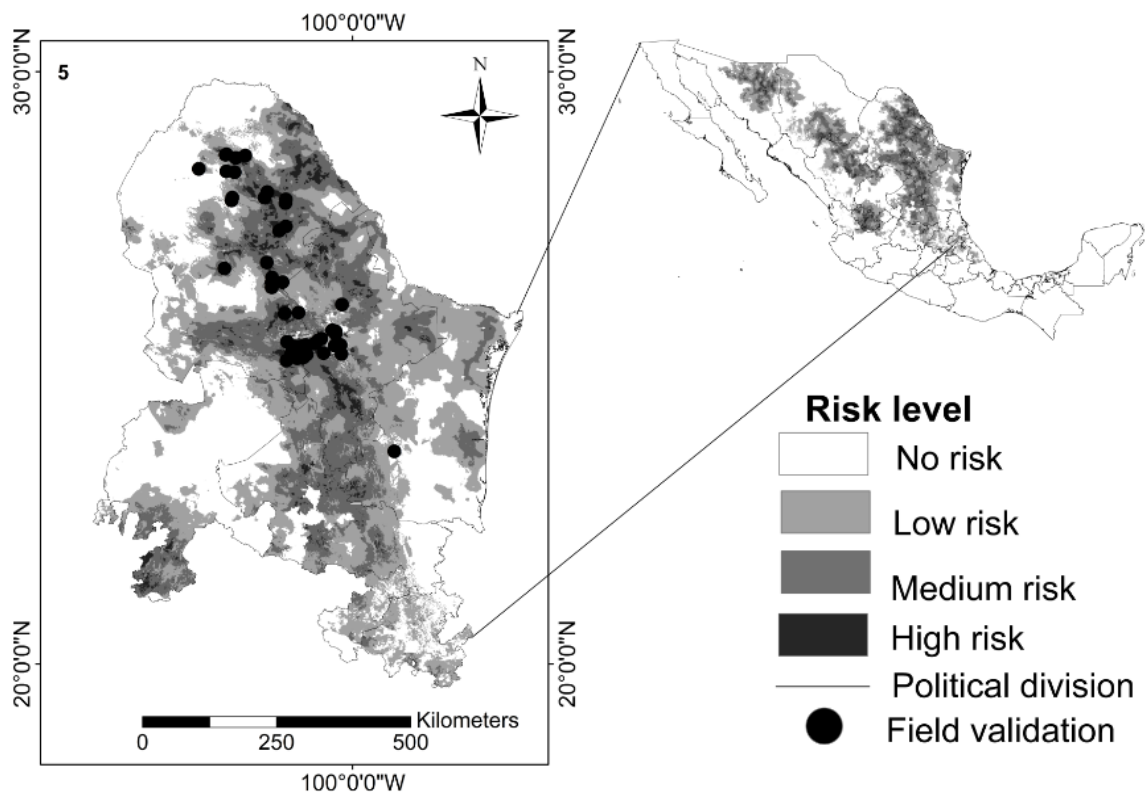 100°0'0"W
5
N
30°0'0"N
30°0'0"N
20°0'0"N
20°0'0"N
Kilometers
0 250 500
100°0'0"W
Risk level
No risk
Low risk
Medium risk
High risk
Political division
Field validation